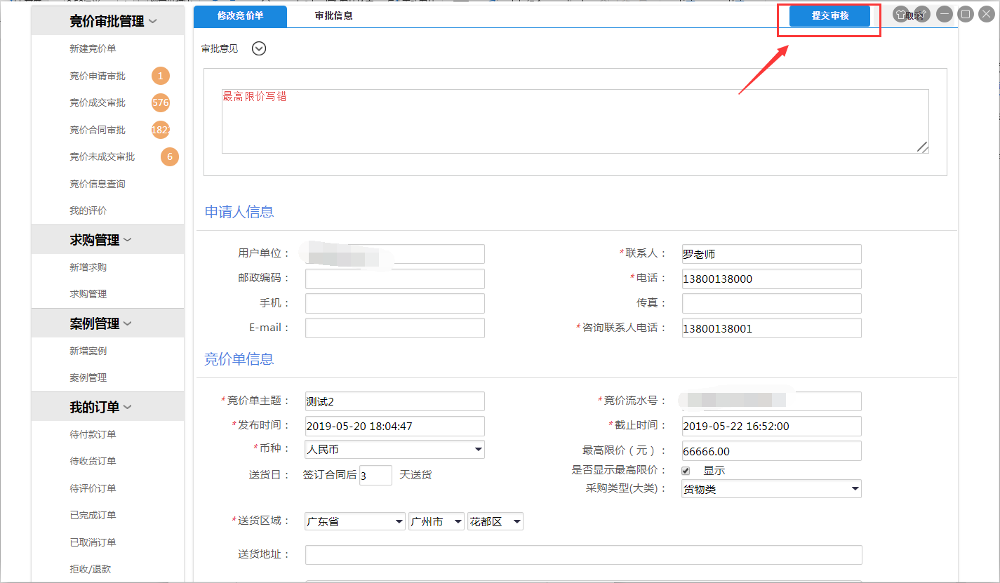 竞价审批管理
新建竞价单
竞价申请审批 1
竞价成交审批 576
竞价合同审批 1822
竞价未成交审批 6
竞价信息查询
我的评价
求购管理
新增求购
求购管理
案例管理
新增案例
案例管理
我的订单
待付款订单
待收货订单
待评价订单
已完成订单
已取消订单
拒收/退款
修改竞价单 审批信息 提交审核 取消
审批意见
最高限价写错
申请人信息
用户单位： *联系人： 罗老师
邮政编码： *电话： 13800138000
手机： 传真：
E-mail： *咨询联系人电话： 13800138001
竞价单信息
*竞价单主题： 测试2 *竞价流水号：
*发布时间： 2019-05-20 18:04:47 *截止时间： 2019-05-22 16:52:00
*币种： 人民币 最高限价（元）： 66666.00
送货日： 签订合同后 3 天送货 是否显示最高限价： 显示
采购类型(大类)： 货物类
*送货区域： 广东省 广州市 花都区
送货地址：